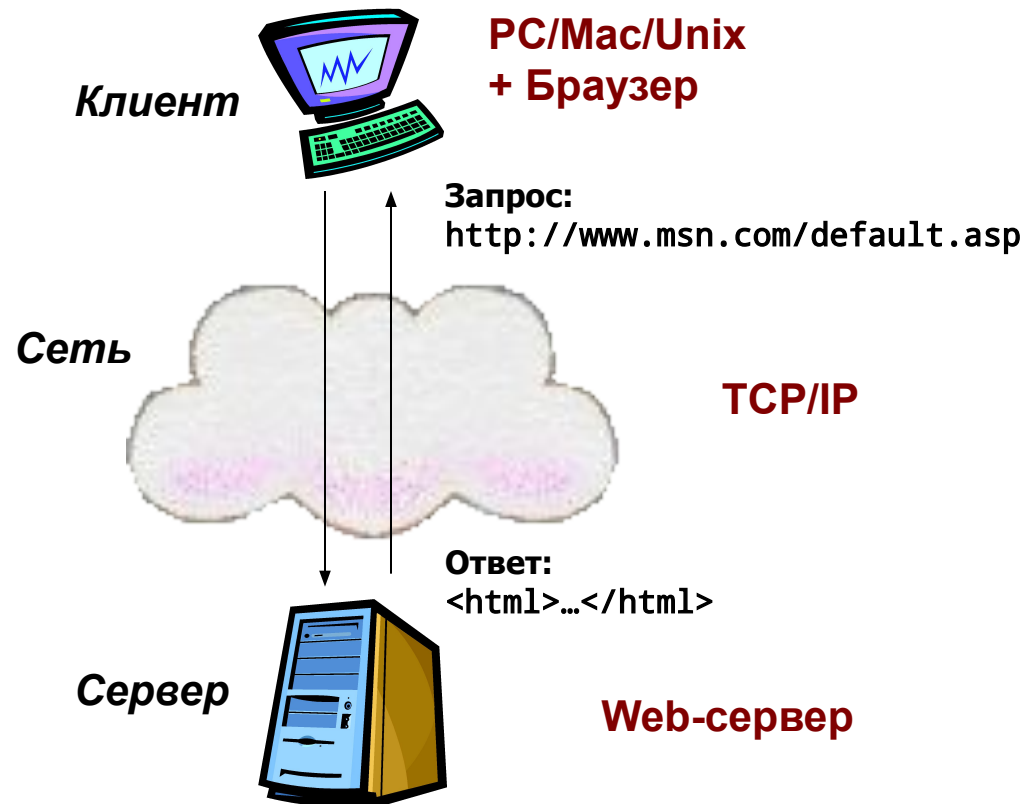 PC/Mac/Unix
+ Браузер
Клиент
Запрос:
http://www.msn.com/default.asp
Сеть
TCP/IP
Ответ:
<html>…</html>
Сервер
Web-сервер